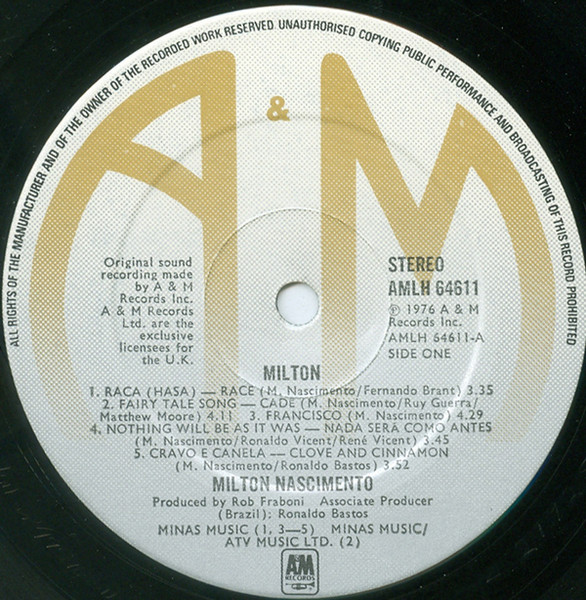 ALL RIGHTS OF THE MANUFACTURER AND OF THE OWNER OF THE RECORDED WORK RESERVED UNAUTHORISED COPYING PUBLIC PERFORMANCE AND BROADCASTING OF THIS RECORD PROHIBITED
A & M
Original sound
recording made
by A & M
Records Inc.
A & M Records
Ltd. are the
exclusive
licensees for
the U.K.
STEREO
AMLH 64611
Ⓟ 1976 A & M
Records Inc.
AMLH 64611-A
SIDE ONE
MILTON
1. RACA (HASA) — RACE (M. Nascimento/Fernando Brant) 3.35
2. FAIRY TALE SONG — CADE (M. Nascimento/Ruy Guerra/
Matthew Moore) 4.11 3. FRANCISCO (M. Nascimento) 4.29
4. NOTHING WILL BE AS IT WAS — NADA SERÁ COMO ANTES
(M. Nascimento/Ronaldo Vicent/René Vicent) 3.45
5. CRAVO E CANELA — CLOVE AND CINNAMON
(M. Nascimento/Ronaldo Bastos) 3.52
MILTON NASCIMENTO
Produced by Rob Fraboni Associate Producer
(Brazil): Ronaldo Bastos
MINAS MUSIC (1, 3—5) MINAS MUSIC/
ATV MUSIC LTD. (2)
A&M
RECORDS